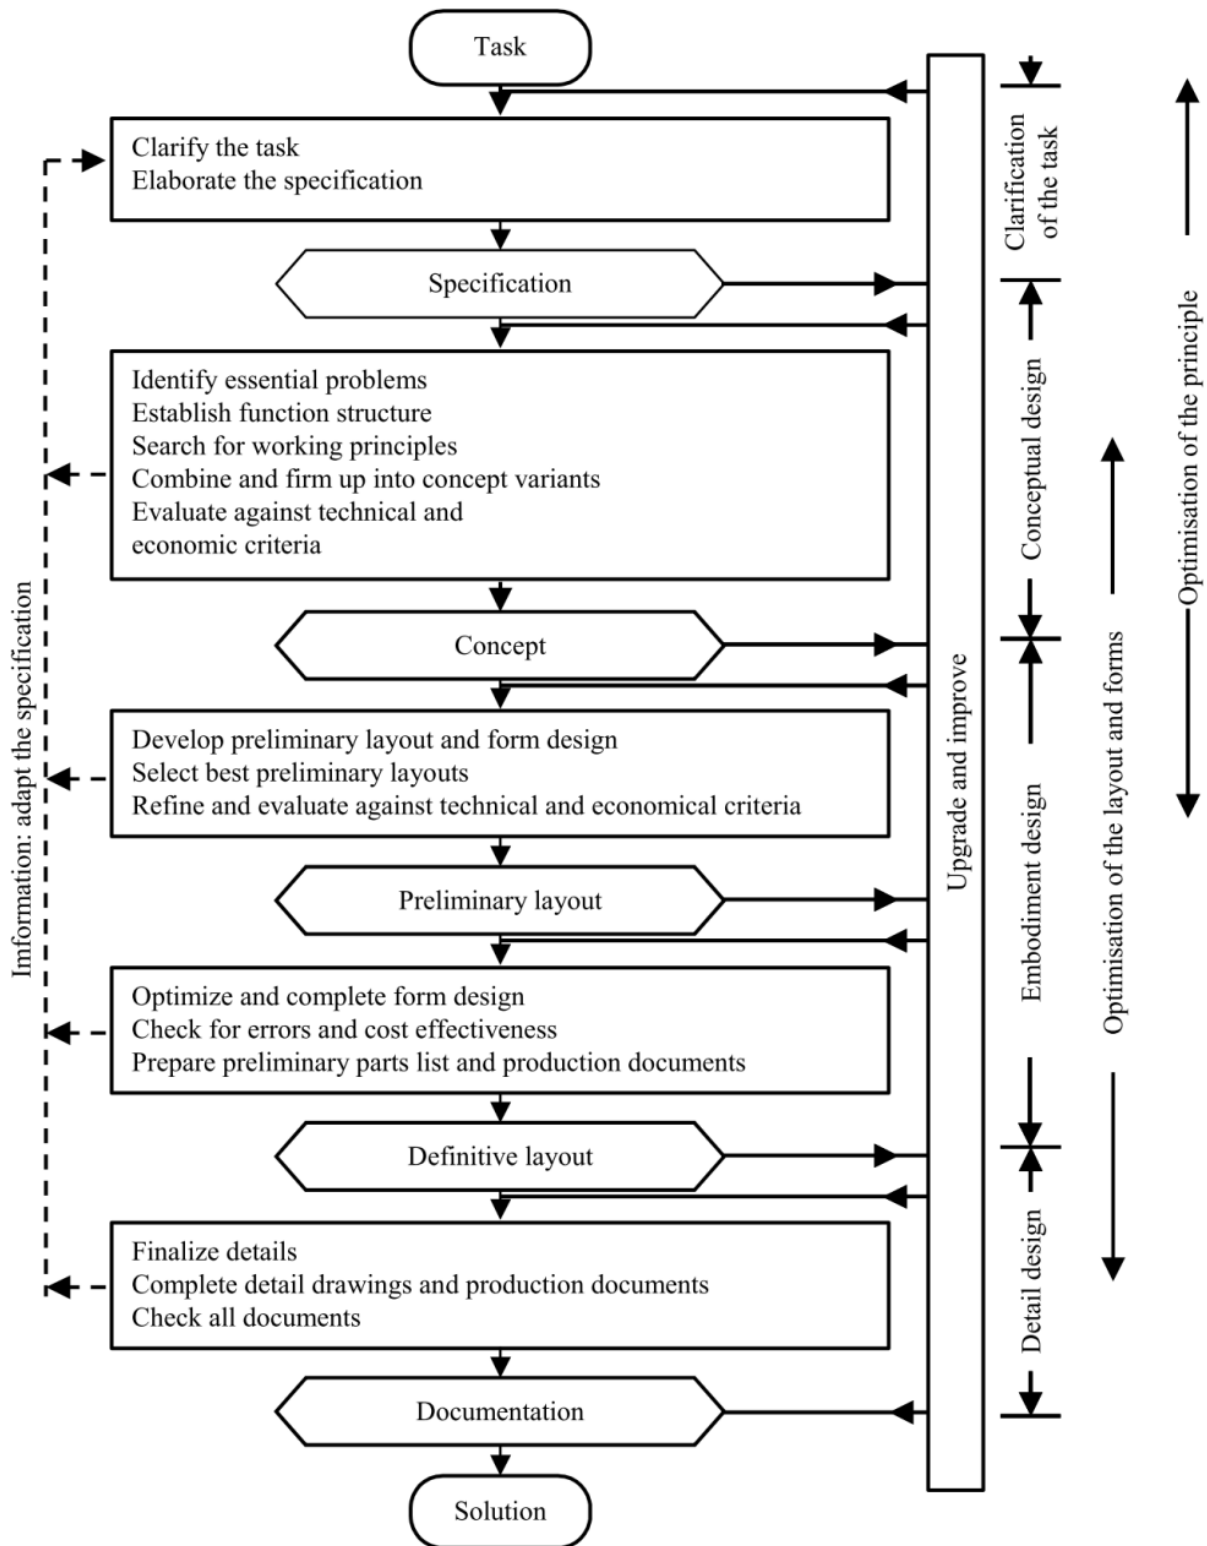 Task
Clarify the task
Elaborate the specification
Specification
Identify essential problems
Establish function structure
Search for working principles
Combine and firm up into concept variants
Evaluate against technical and
economic criteria
Concept
Develop preliminary layout and form design
Select best preliminary layouts
Refine and evaluate against technical and economical criteria
Preliminary layout
Optimize and complete form design
Check for errors and cost effectiveness
Prepare preliminary parts list and production documents
Definitive layout
Finalize details
Complete detail drawings and production documents
Check all documents
Documentation
Solution
Imformation: adapt the specification
Upgrade and improve
Clarification
of the task
Conceptual design
Embodiment design
Detail design
Optimisation of the layout and forms
Optimisation of the principle